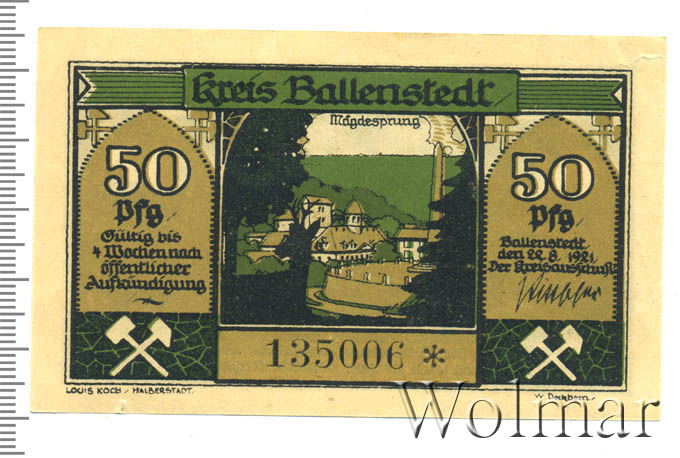 Kreis Ballenstedt
Mägdesprung
50
Pfg
Gültig bis
4 Wochen nach
öffentlicher
Aufkündigung
50
Pfg
Ballenstedt
den 22.8.1921
Der Kreisausschuß
135006 *
LOUIS KOCH - HALBERSTADT.
W. Dockhorn.
Wolmar